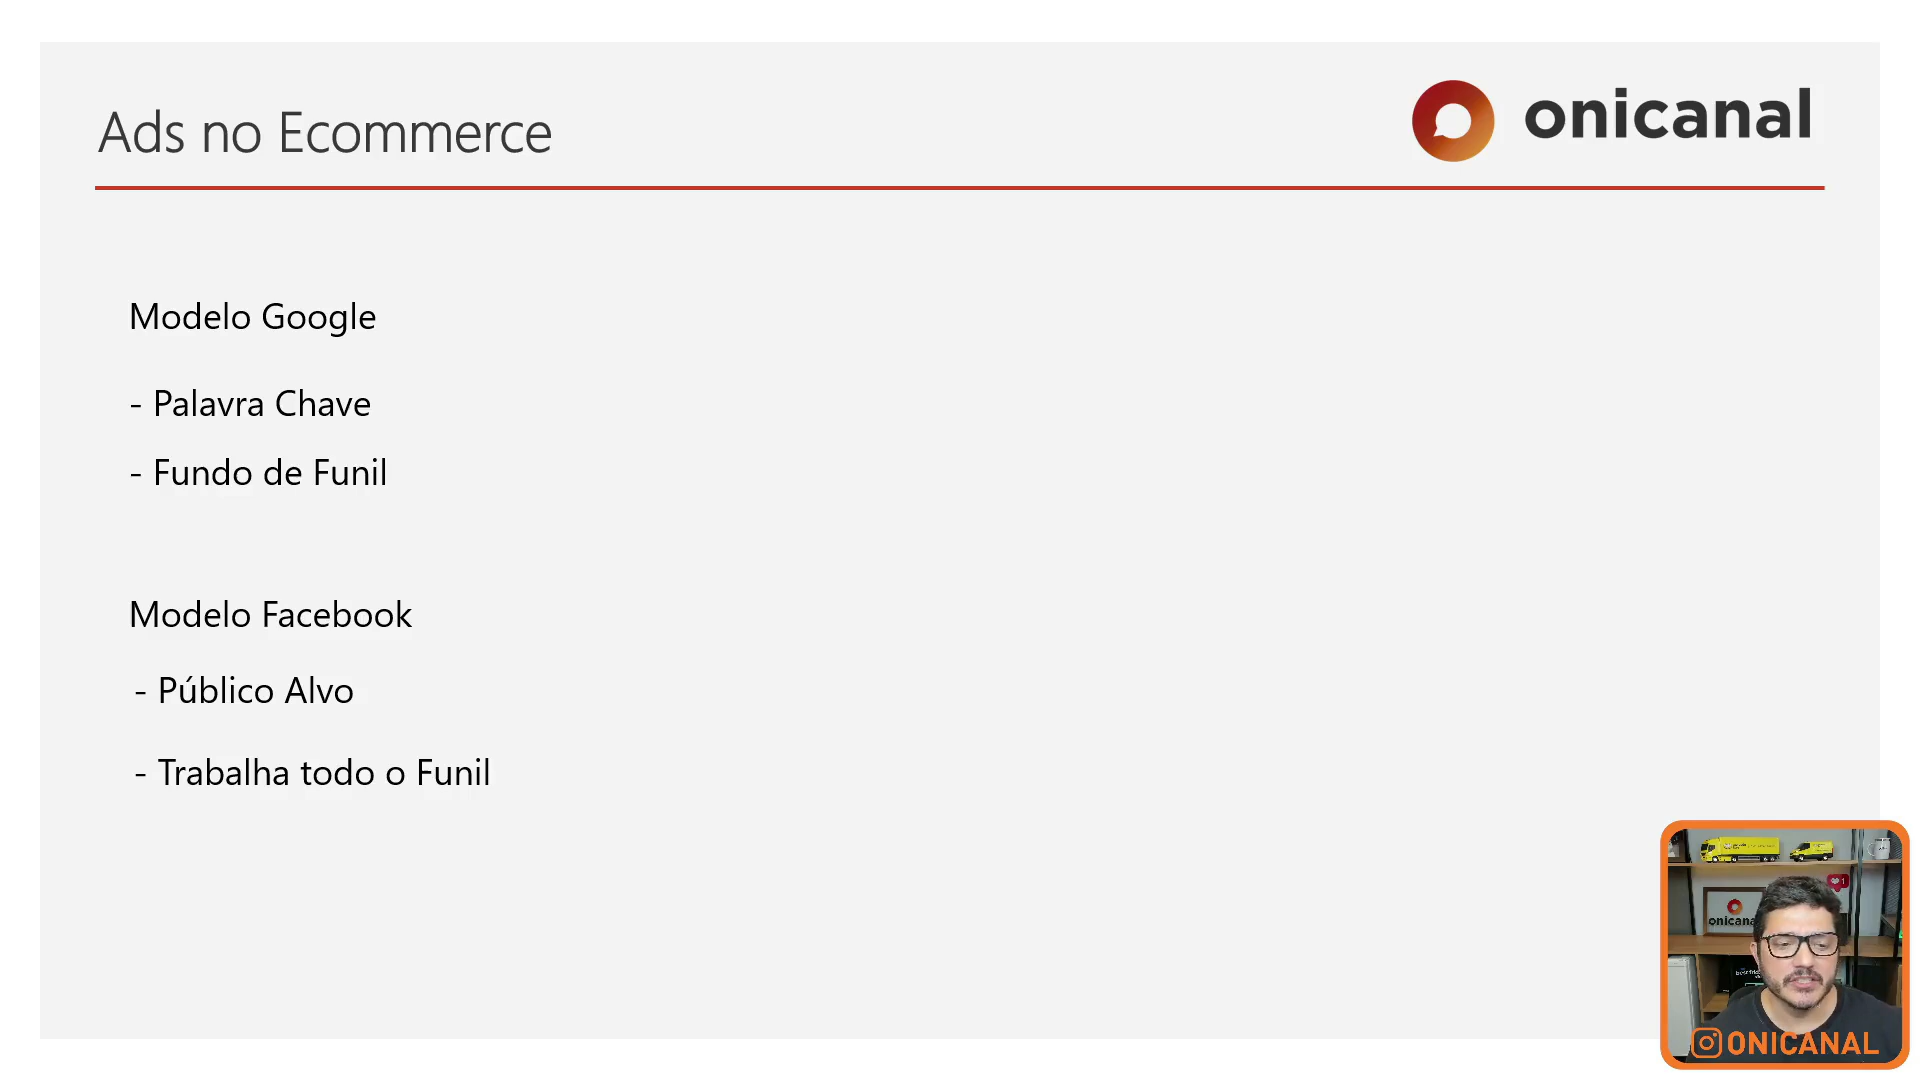 Ads no Ecommerce
onicanal
Modelo Google
- Palavra Chave
- Fundo de Funil
Modelo Facebook
- Público Alvo
- Trabalha todo o Funil
1
ONICANAL